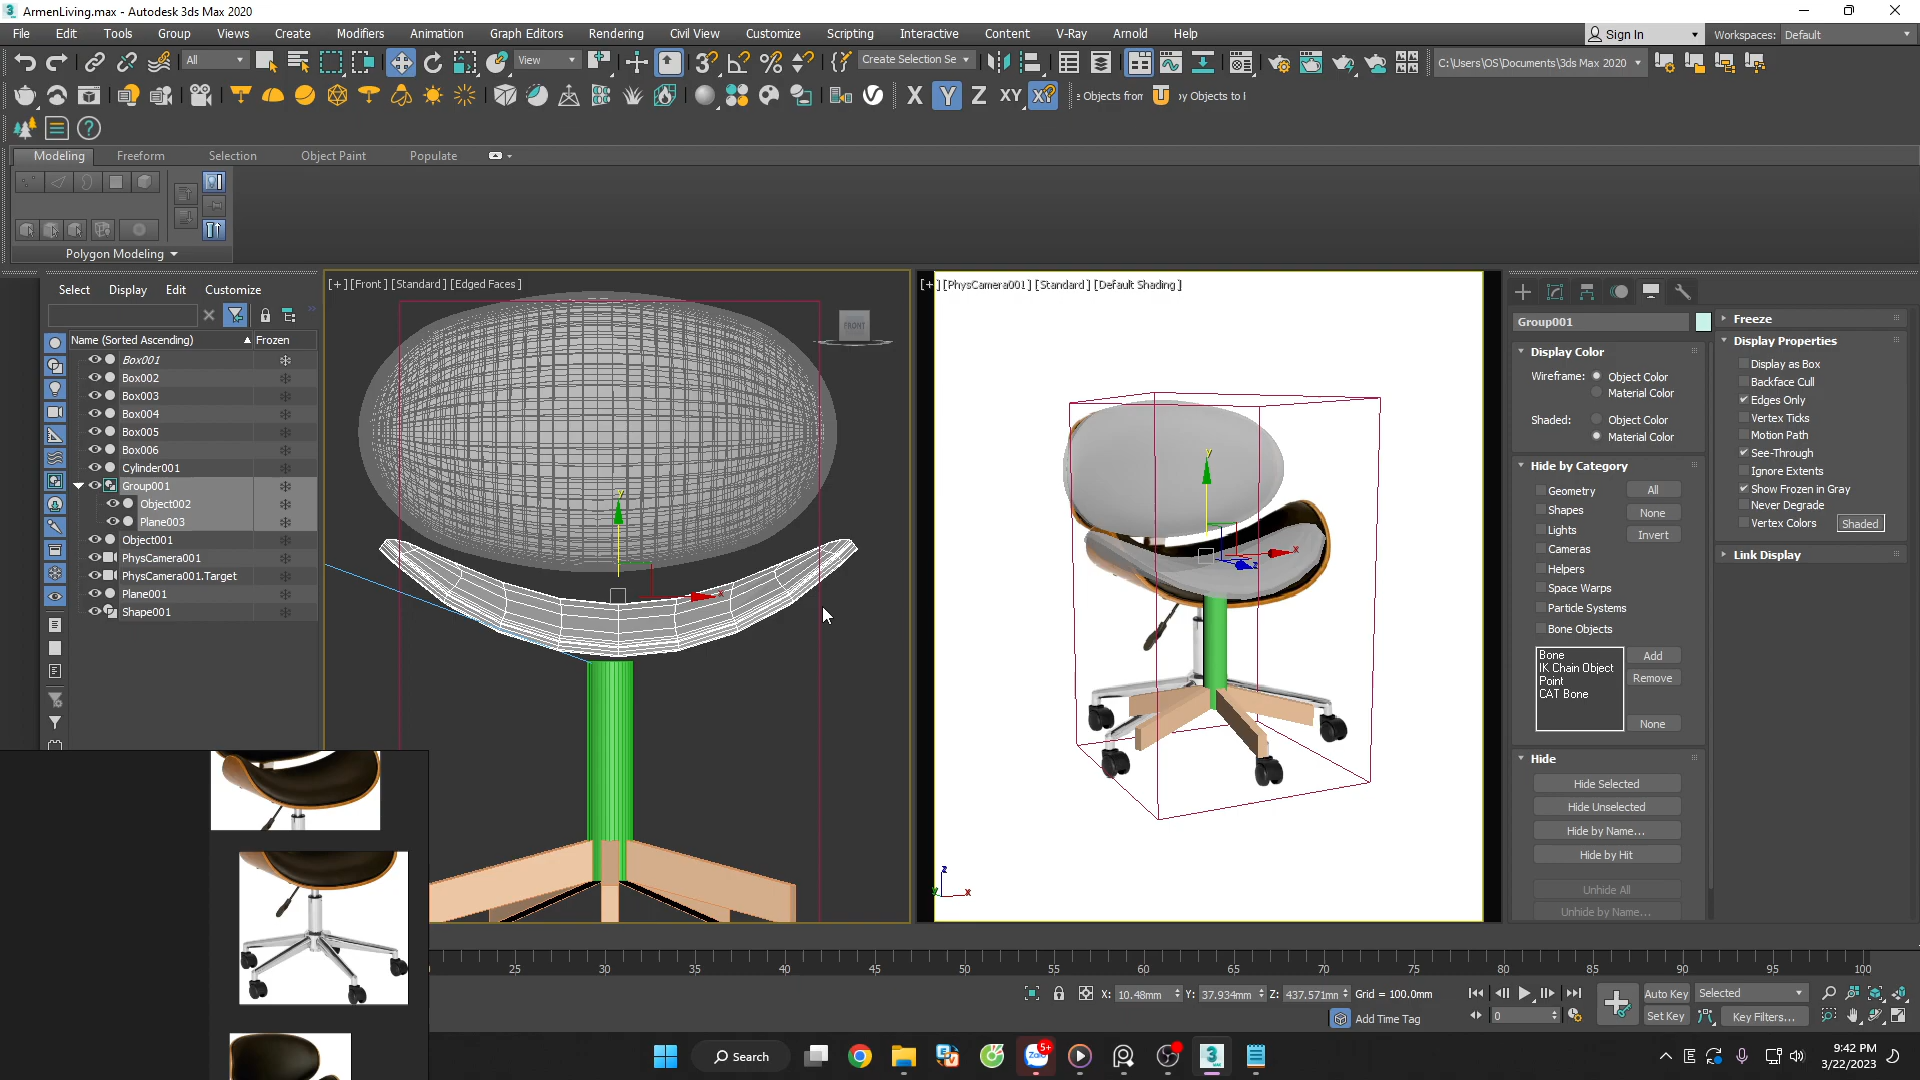 ArmenLiving.max - Autodesk 3ds Max 2020
File Edit Tools Group Views Create Modifiers Animation Graph Editors Rendering Civil View Customize Scripting Interactive Content V-Ray Arnold Help
Sign In
Workspaces: Default
All
View
Create Selection Se
C:\Users\OS\Documents\3ds Max 2020
X Y Z XY
e Objects from
by Objects to l
Modeling Freeform Selection Object Paint Populate
Polygon Modeling
Select Display Edit Customize
Name (Sorted Ascending) Frozen
Box001
Box002
Box003
Box004
Box005
Box006
Cylinder001
Group001
Object002
Plane003
Object001
PhysCamera001
PhysCamera001.Target
Plane001
Shape001
[+] [Front ] [Standard ] [Edged Faces ]
FRONT
y
x
[+] [PhysCamera001 ] [Standard ] [Default Shading ]
y
x
z
z
y
x
Group001
Display Color
Wireframe: Object Color
Material Color
Shaded: Object Color
Material Color
Hide by Category
Geometry All
Shapes None
Lights Invert
Cameras
Helpers
Space Warps
Particle Systems
Bone Objects
Bone
IK Chain Object
Point
CAT Bone
Add
Remove
None
Hide
Hide Selected
Hide Unselected
Hide by Name...
Hide by Hit
Unhide All
Unhide by Name...
Freeze
Display Properties
Display as Box
Backface Cull
Edges Only
Vertex Ticks
Motion Path
See-Through
Ignore Extents
Show Frozen in Gray
Never Degrade
Vertex Colors Shaded
Link Display
25 30 35 40 45 50 55 60 65 70 75 80 85 90 95 100
X: 10.48mm Y: 37.934mm Z: 437.571mm Grid = 100.0mm
Add Time Tag
0
Auto Key Selected
Set Key Key Filters...
Search
Zalo
5+
3
9:42 PM
3/22/2023